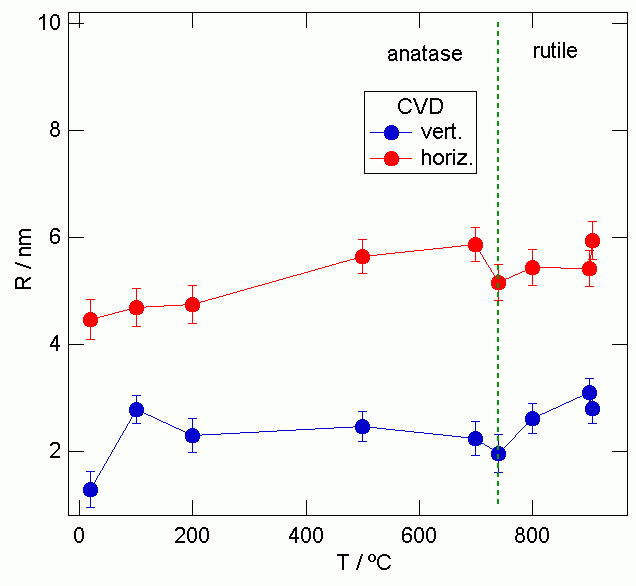 10
8
6
4
2
R / nm
anatase
rutile
CVD
vert.
horiz.
0
200
400
600
800
T / ºC